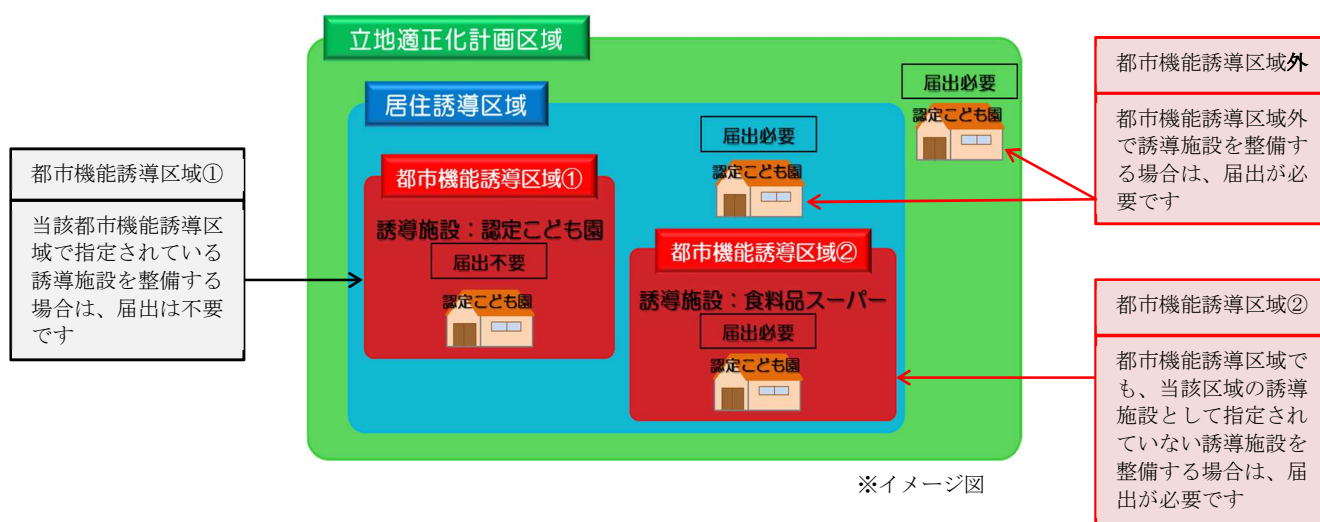 立地適正化計画区域
居住誘導区域
届出必要
認定こども園
届出必要
認定こども園
都市機能誘導区域①
誘導施設：認定こども園
届出不要
認定こども園
都市機能誘導区域②
誘導施設：食料品スーパー
届出必要
認定こども園
都市機能誘導区域①
当該都市機能誘導区
域で指定されている
誘導施設を整備する
場合は、届出は不要
です
都市機能誘導区域外
都市機能誘導区域外
で誘導施設を整備す
る場合は、届出が必
要です
都市機能誘導区域②
都市機能誘導区域で
も、当該区域の誘導
施設として指定され
ていない誘導施設を
整備する場合は、届
出が必要です
※イメージ図